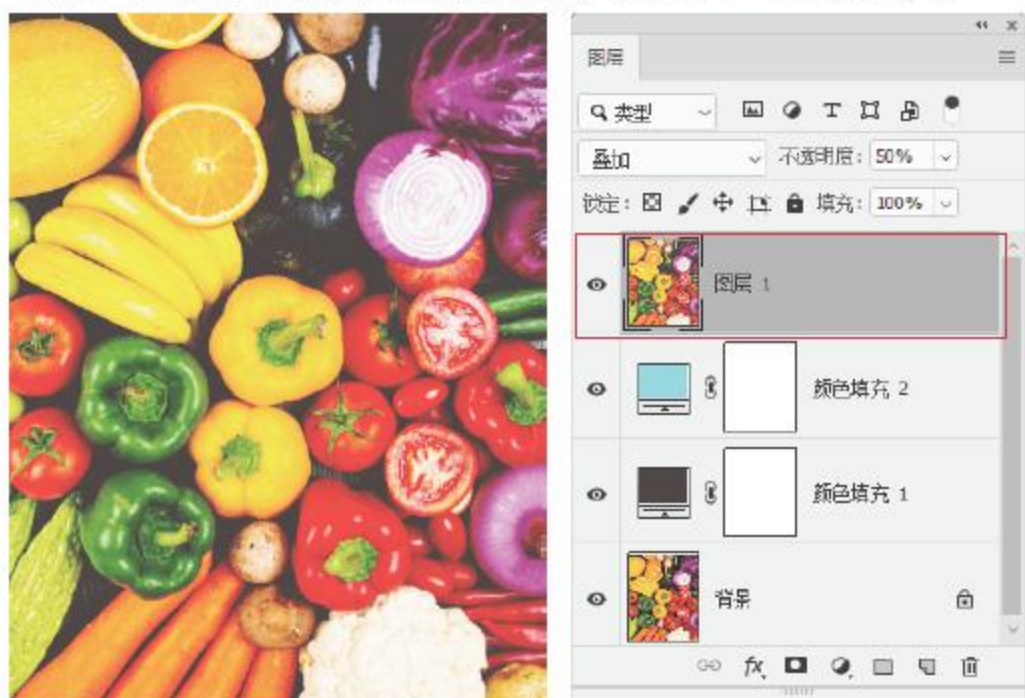 图层
类型
叠加
不透明度: 50%
锁定:
填充: 100%
图层 1
颜色填充 2
颜色填充 1
背景
fx